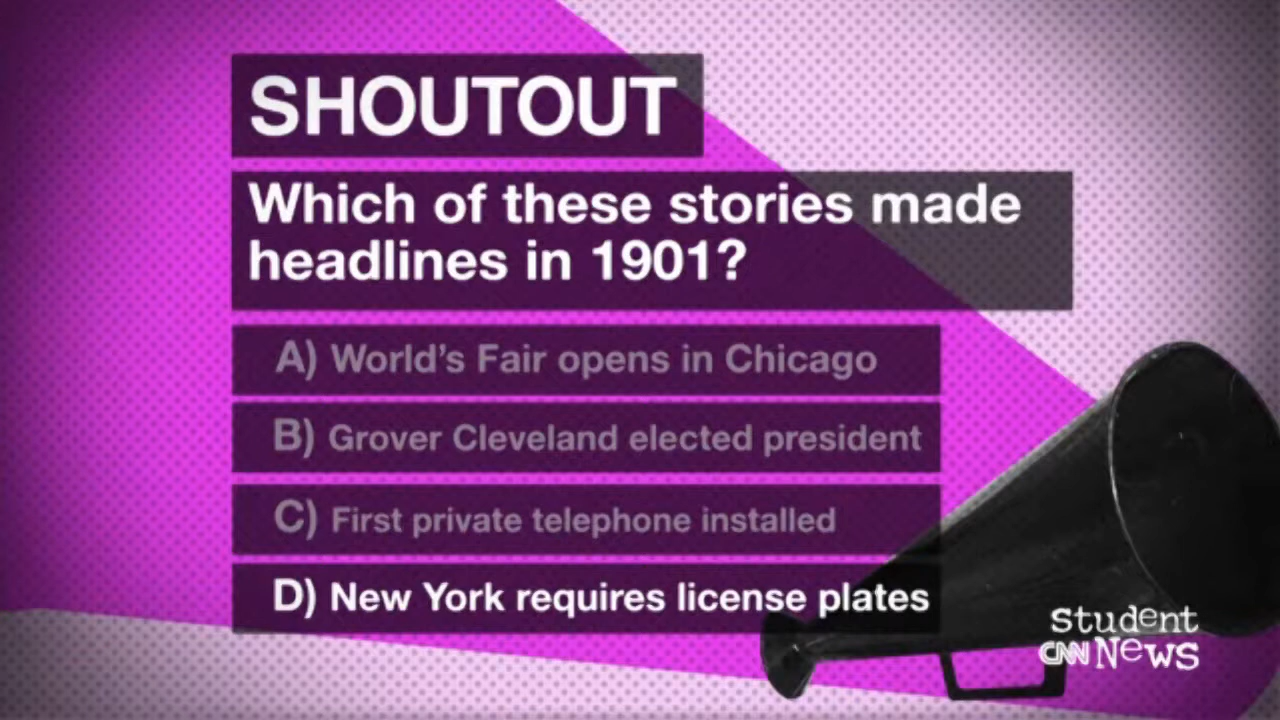 SHOUTOUT
Which of these stories made
headlines in 1901?
A) World's Fair opens in Chicago
B) Grover Cleveland elected president
C) First private telephone installed
D) New York requires license plates
Student
CNN News